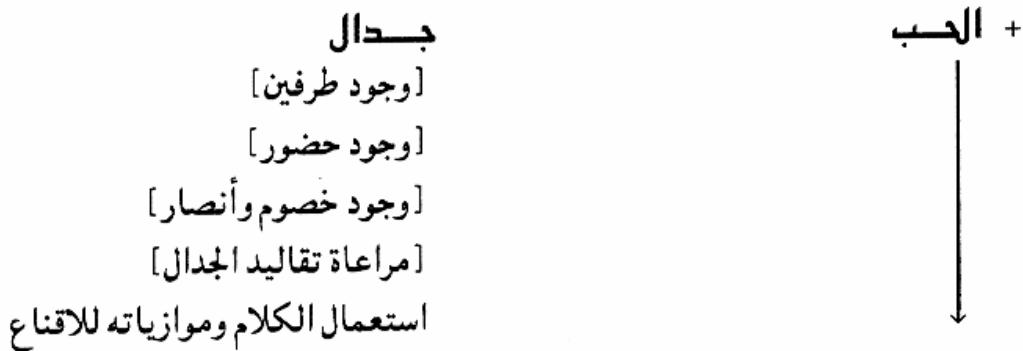 + الحب جدال
[وجود طرفين]
[وجود حضور]
[وجود خصوم وأنصار]
[مراعاة تقاليد الجدال]
استعمال الكلام وموازياته للاقناع